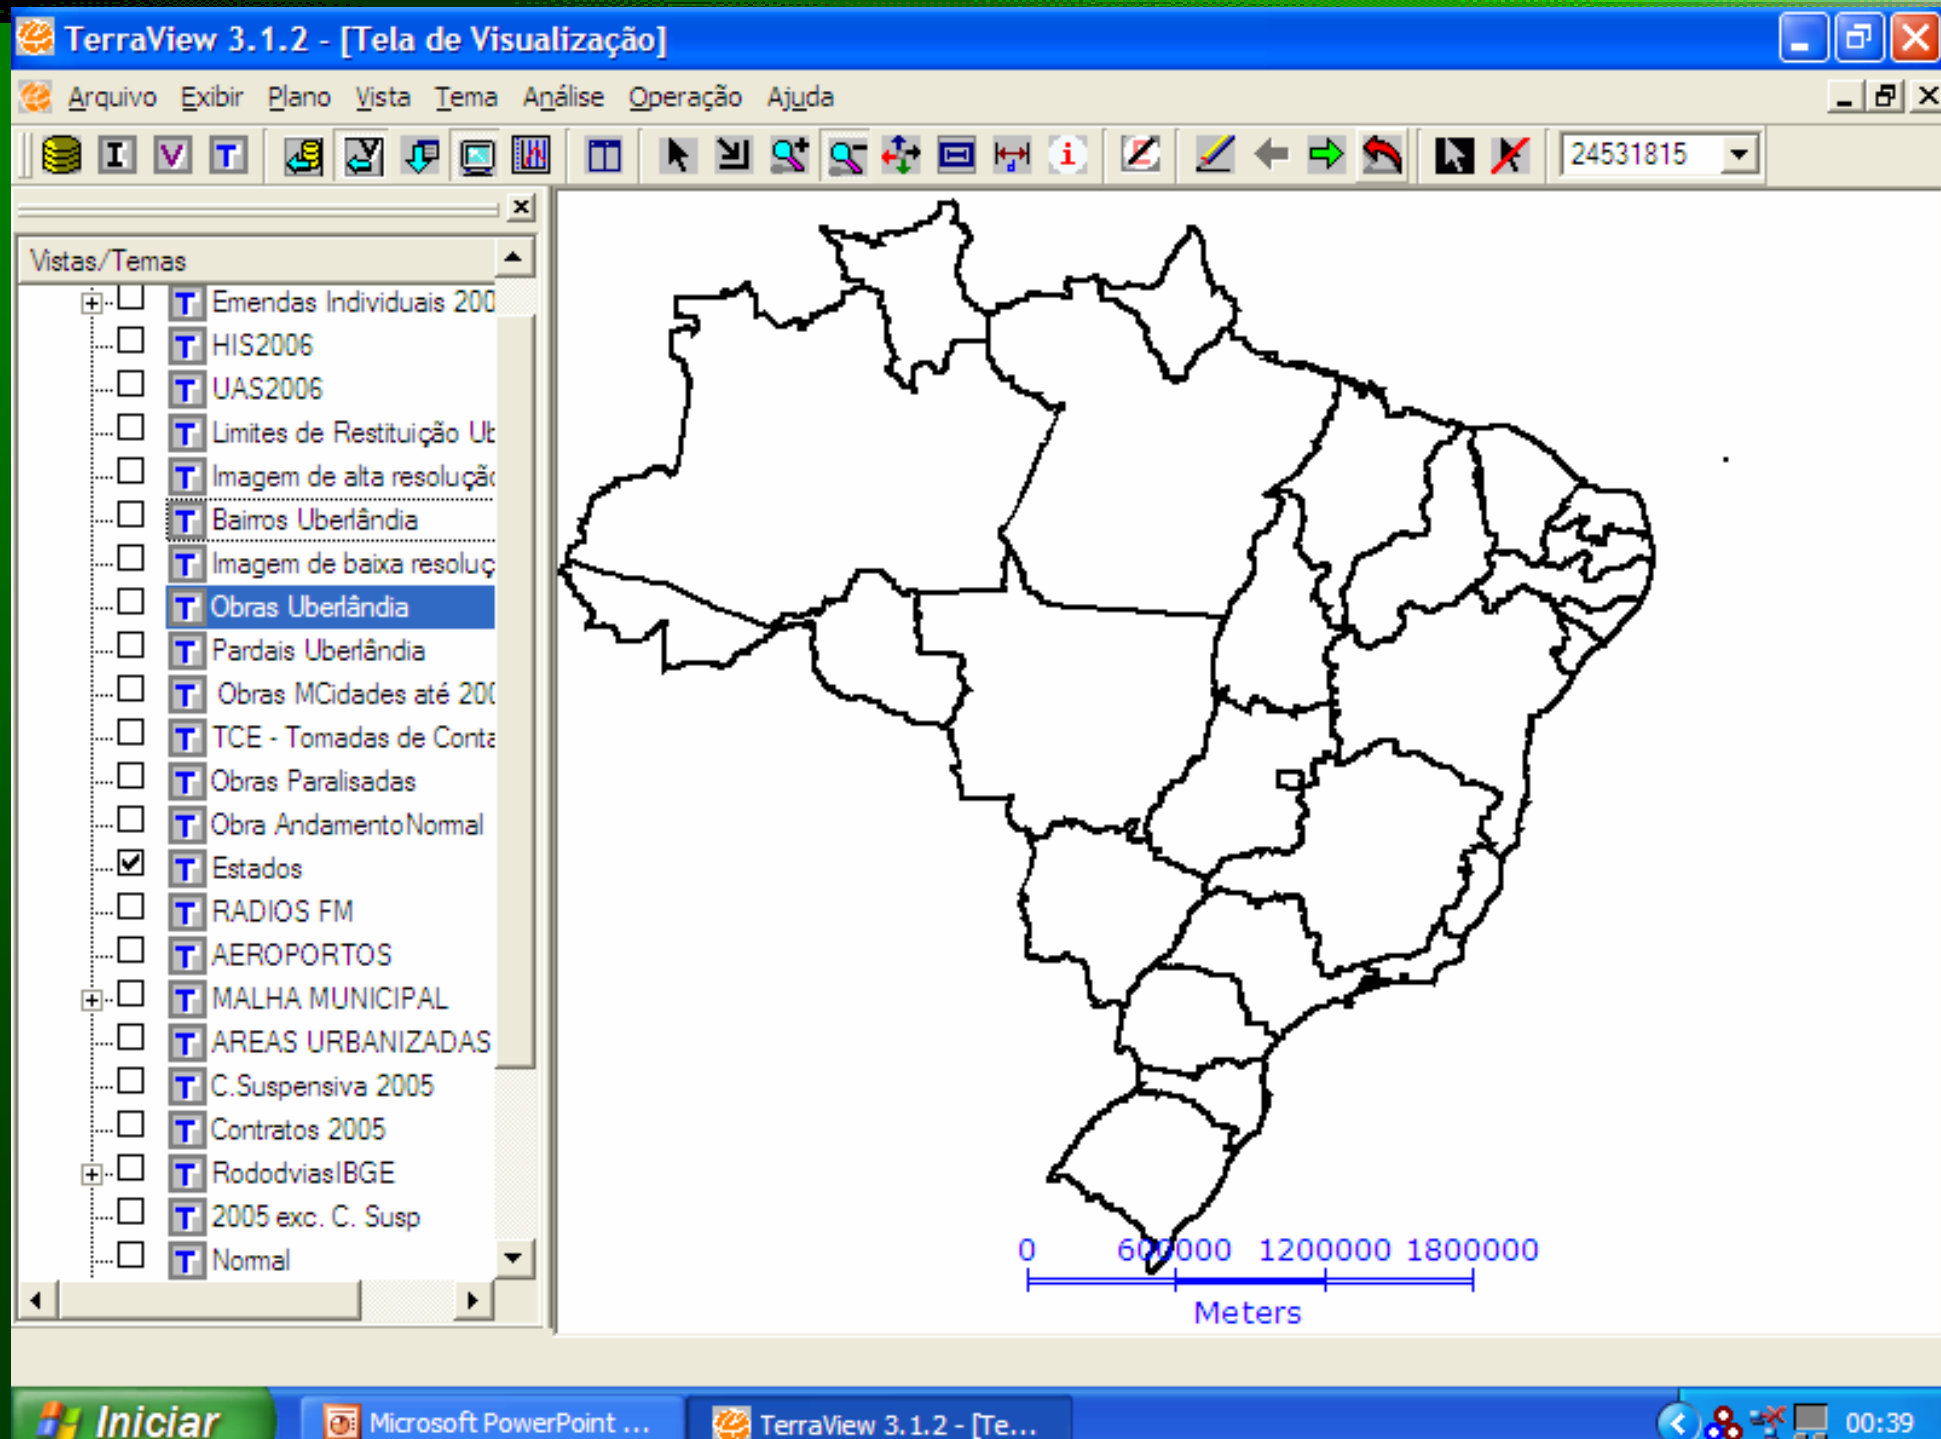 TerraView 3.1.2 - [Tela de Visualização]
Arquivo Exibir Plano Vista Tema Análise Operação Ajuda
I V T 24531815
Vistas/Temas
Emendas Individuais 200
HIS2006
UAS2006
Limites de Restituição Ub
Imagem de alta resolução
Bairros Uberlândia
Imagem de baixa resoluç
Obras Uberlândia
Pardais Uberlândia
Obras MCidades até 200
TCE - Tomadas de Conta
Obras Paralisadas
Obra AndamentoNormal
Estados
RADIOS FM
AEROPORTOS
MALHA MUNICIPAL
AREAS URBANIZADAS
C.Suspensiva 2005
Contratos 2005
RododviasIBGE
2005 exc. C. Susp
Normal
0 600000 1200000 1800000
Meters
Iniciar Microsoft PowerPoint ... TerraView 3.1.2 - [Te... 00:39